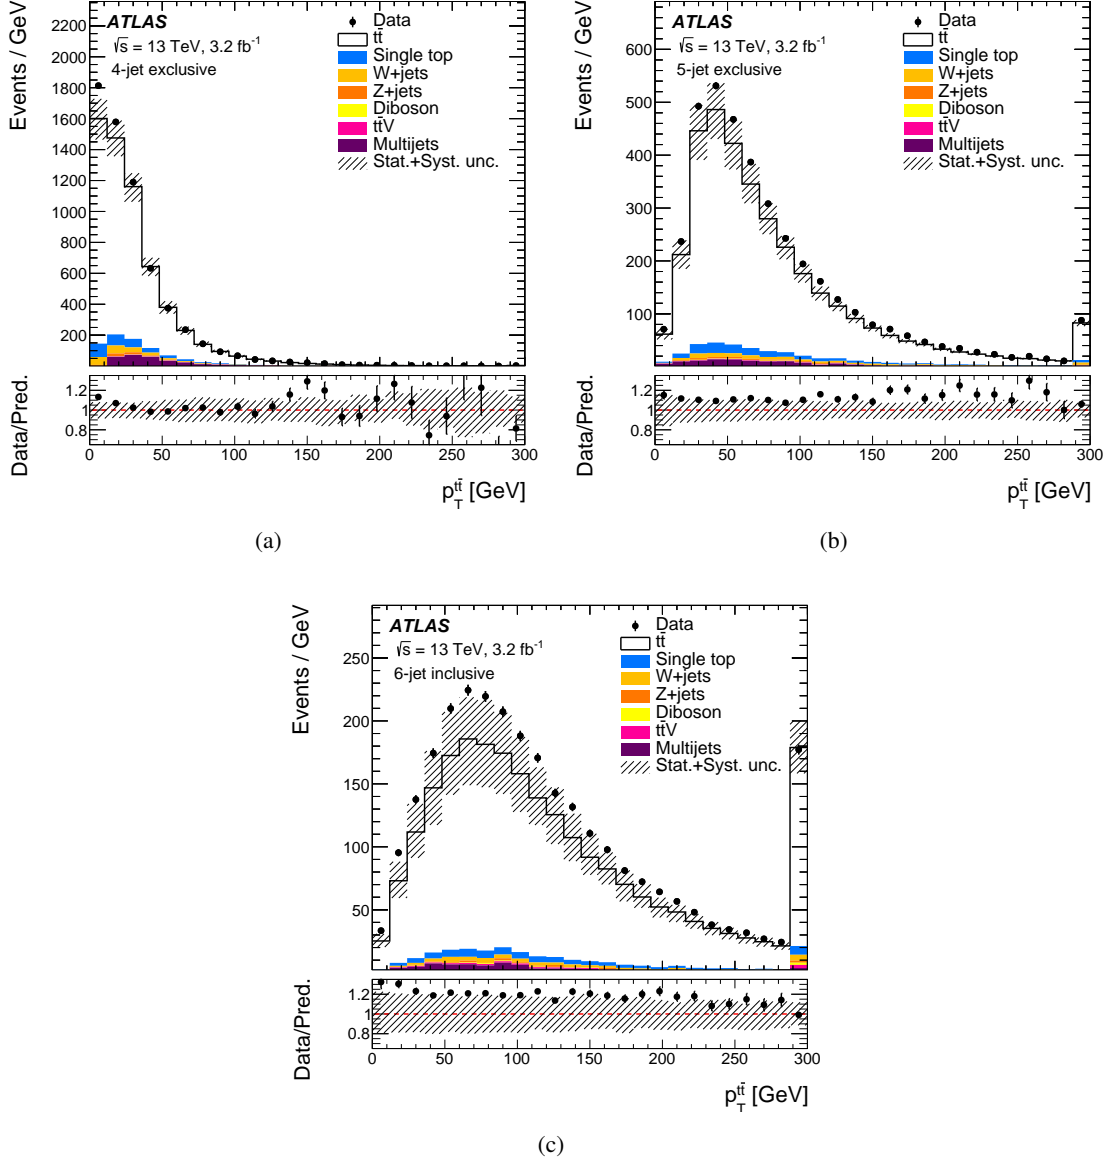 ATLAS
√s = 13 TeV, 3.2 fb⁻¹
4-jet exclusive
Data
tt̄
Single top
W+jets
Z+jets
Diboson
tt̄V
Multijets
Stat.+Syst. unc.
Events / GeV
2200
2000
1800
1600
1400
1200
1000
800
600
400
200
Data/Pred.
1.2
1
0.8
0 50 100 150 200 250 300
p_T^{tt̄} [GeV]
(a)
ATLAS
√s = 13 TeV, 3.2 fb⁻¹
5-jet exclusive
Data
tt̄
Single top
W+jets
Z+jets
Diboson
tt̄V
Multijets
Stat.+Syst. unc.
Events / GeV
600
500
400
300
200
100
Data/Pred.
1.2
1
0.8
0 50 100 150 200 250 300
p_T^{tt̄} [GeV]
(b)
ATLAS
√s = 13 TeV, 3.2 fb⁻¹
6-jet inclusive
Data
tt̄
Single top
W+jets
Z+jets
Diboson
tt̄V
Multijets
Stat.+Syst. unc.
Events / GeV
250
200
150
100
50
Data/Pred.
1.2
1
0.8
0 50 100 150 200 250 300
p_T^{tt̄} [GeV]
(c)